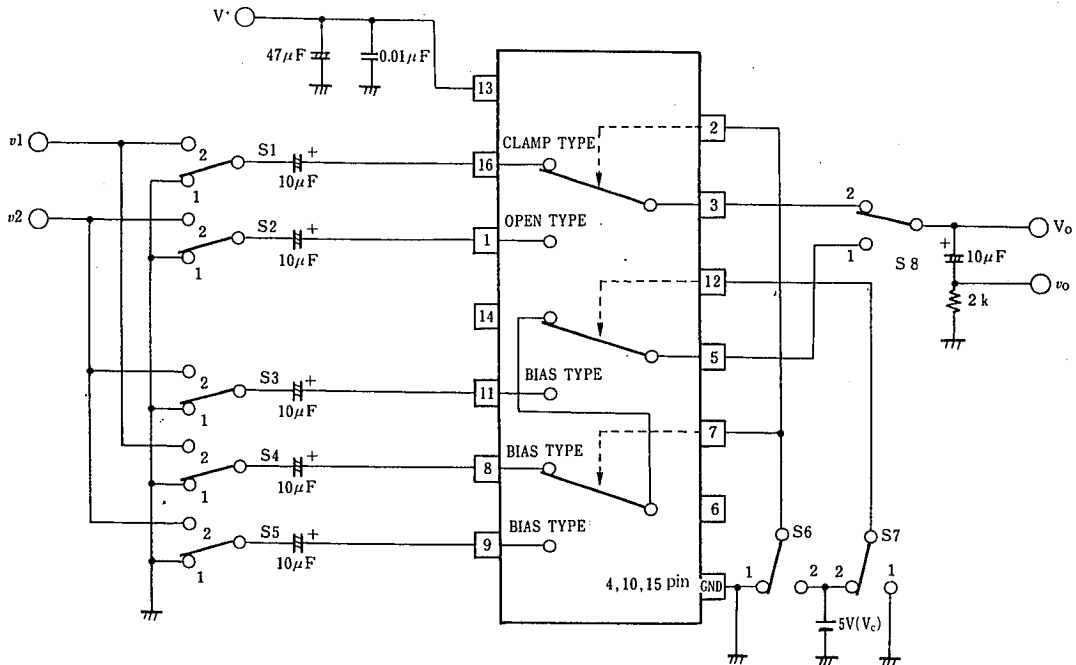 V+
47μF
0.01μF
13
v1
2
S1
+
1
10μF
16
CLAMP TYPE
2
3
v2
2
S2
+
1
10μF
1
OPEN TYPE
2
1
S8
Vo
+
10μF
vo
2k
12
14
5
2
S3
+
1
10μF
11
BIAS TYPE
7
2
S4
+
1
10μF
8
BIAS TYPE
6
2
S5
+
1
10μF
9
BIAS TYPE
S6
S7
4, 10, 15 pin
GND
1
2
2
1
5V(Vc)